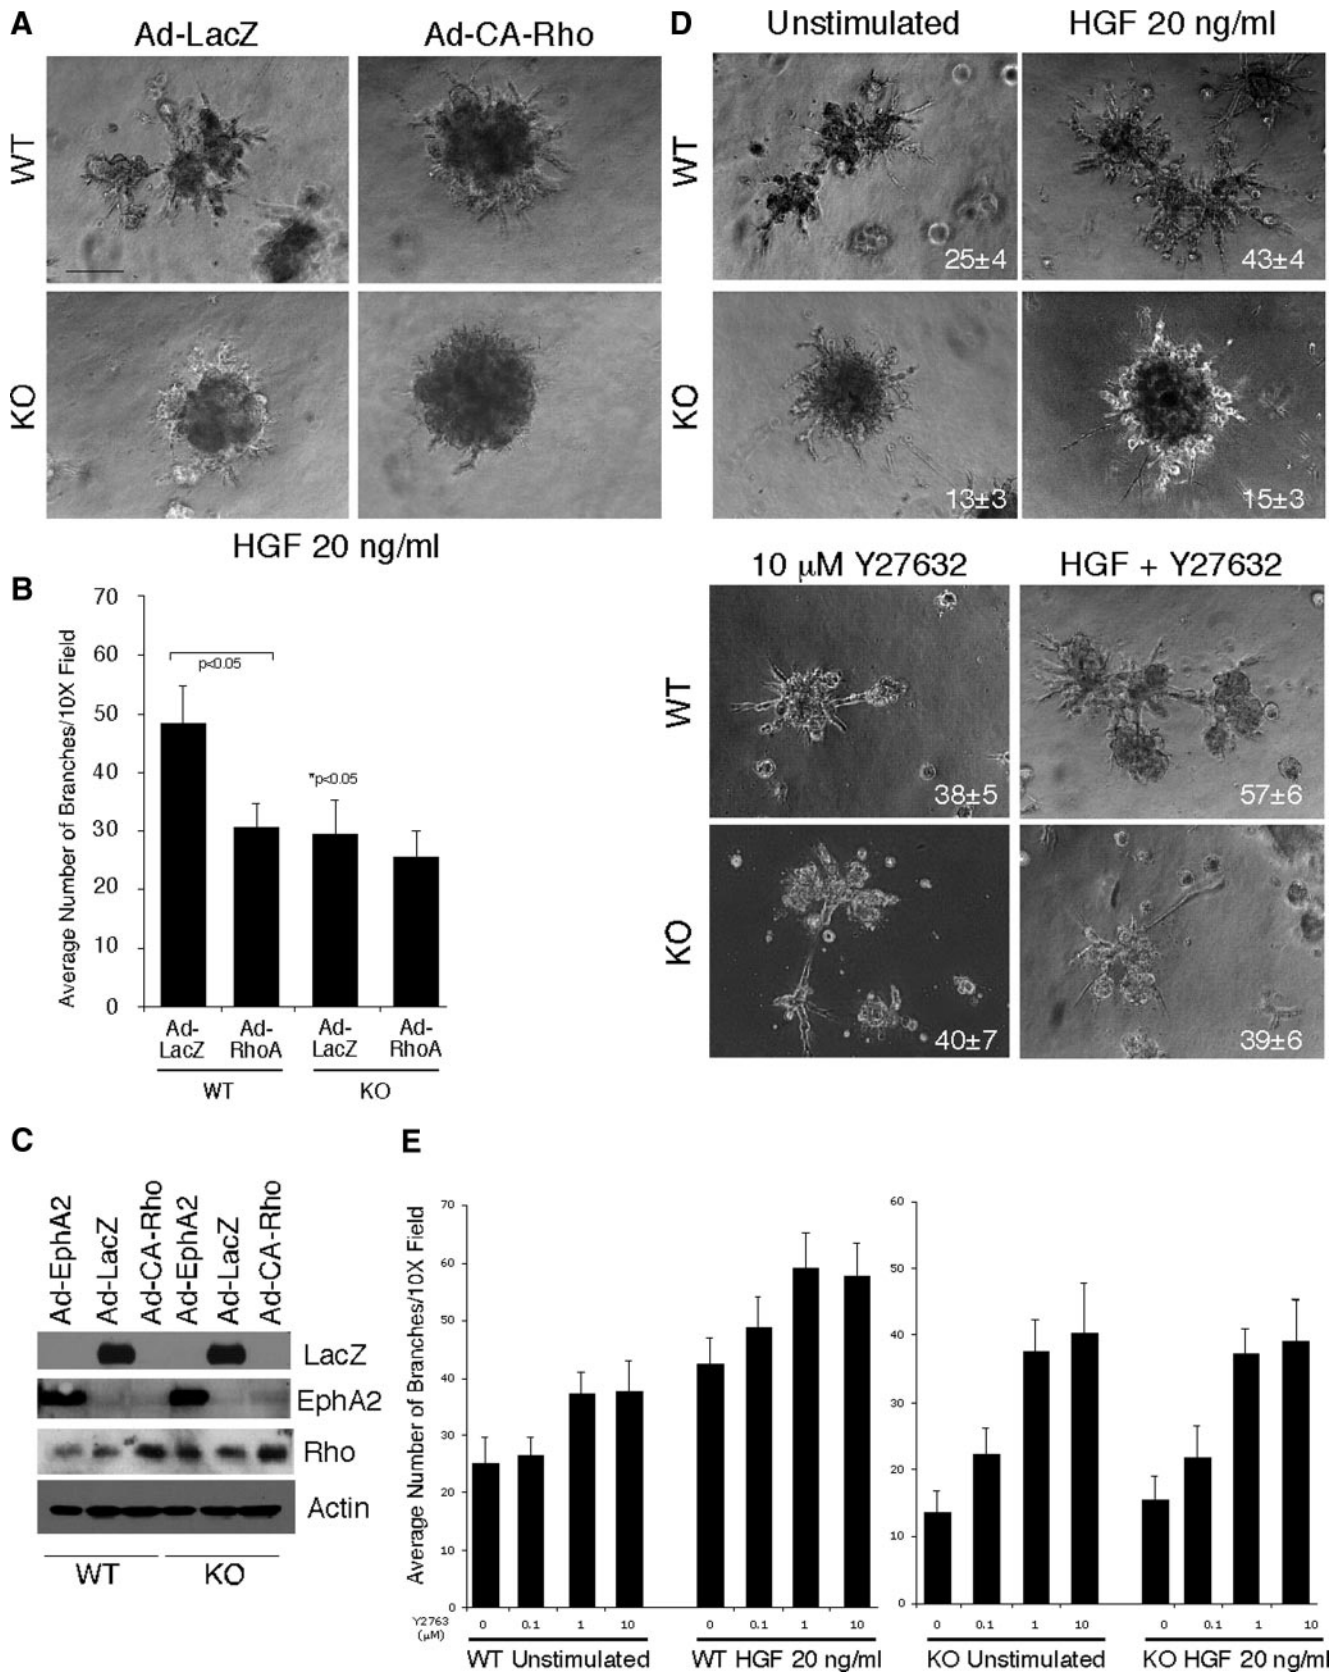 A
Ad-LacZ
Ad-CA-Rho
WT
KO
HGF 20 ng/ml
B
Average Number of Branches/10X Field
70
60
50
40
30
20
10
0
p<0.05
*p<0.05
Ad-LacZ
Ad-RhoA
Ad-LacZ
Ad-RhoA
WT
KO
C
Ad-EphA2
Ad-LacZ
Ad-CA-Rho
Ad-EphA2
Ad-LacZ
Ad-CA-Rho
LacZ
EphA2
Rho
Actin
WT
KO
D
Unstimulated
HGF 20 ng/ml
WT
25±4
43±4
KO
13±3
15±3
10 μM Y27632
HGF + Y27632
WT
38±5
57±6
KO
40±7
39±6
E
Average Number of Branches/10X Field
70
60
50
40
30
20
10
0
60
50
40
30
20
10
0
Y2763 (μM)
0 0.1 1 10
0 0.1 1 10
0 0.1 1 10
0 0.1 1 10
WT Unstimulated
WT HGF 20 ng/ml
KO Unstimulated
KO HGF 20 ng/ml